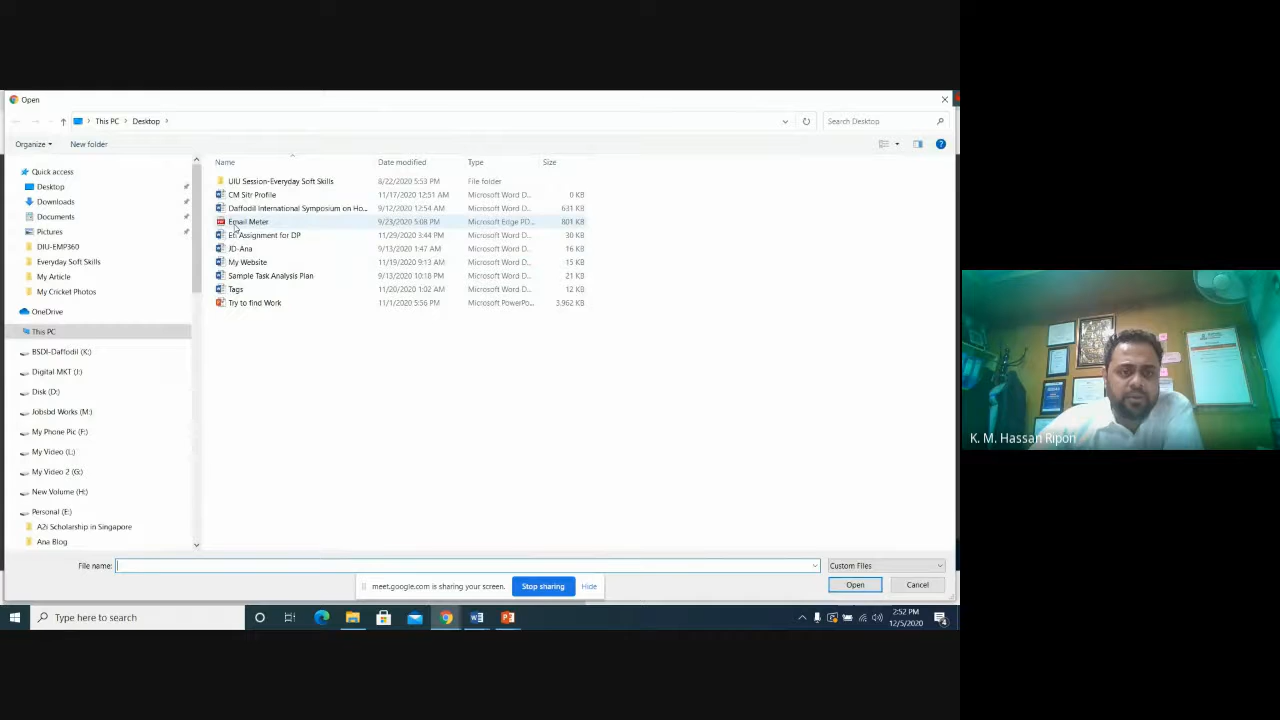 Open
This PC > Desktop >
Search Desktop
Organize
New folder
Name
Date modified
Type
Size
UIU Session-Everyday Soft Skills 8/22/2020 5:53 PM File folder
CM Sitr Profile 11/17/2020 12:51 AM Microsoft Word D... 0 KB
Daffodil International Symposium on Ho... 9/12/2020 12:54 AM Microsoft Word D... 631 KB
Email Meter 9/23/2020 5:08 PM Microsoft Edge PD... 801 KB
Assignment for DP 11/29/2020 3:44 PM Microsoft Word D... 30 KB
JD-Ana 9/13/2020 1:47 AM Microsoft Word D... 16 KB
My Website 11/19/2020 9:13 AM Microsoft Word D... 15 KB
Sample Task Analysis Plan 9/13/2020 10:18 PM Microsoft Word D... 21 KB
Tags 11/20/2020 1:02 AM Microsoft Word D... 12 KB
Try to find Work 11/1/2020 5:56 PM Microsoft PowerPo... 3,962 KB
Quick access
Desktop
Downloads
Documents
Pictures
DIU-EMP360
Everyday Soft Skills
My Article
My Cricket Photos
OneDrive
This PC
BSDI-Daffodil (K:)
Digital MKT (J:)
Disk (D:)
Jobsbd Works (M:)
My Phone Pic (F:)
My Video (L:)
My Video 2 (G:)
New Volume (H:)
Personal (E:)
A2i Scholarship in Singapore
Ana Blog
File name:
Custom Files
Open
Cancel
meet.google.com is sharing your screen.
Stop sharing
Hide
Type here to search
2:52 PM
12/5/2020
4
K. M. Hassan Ripon